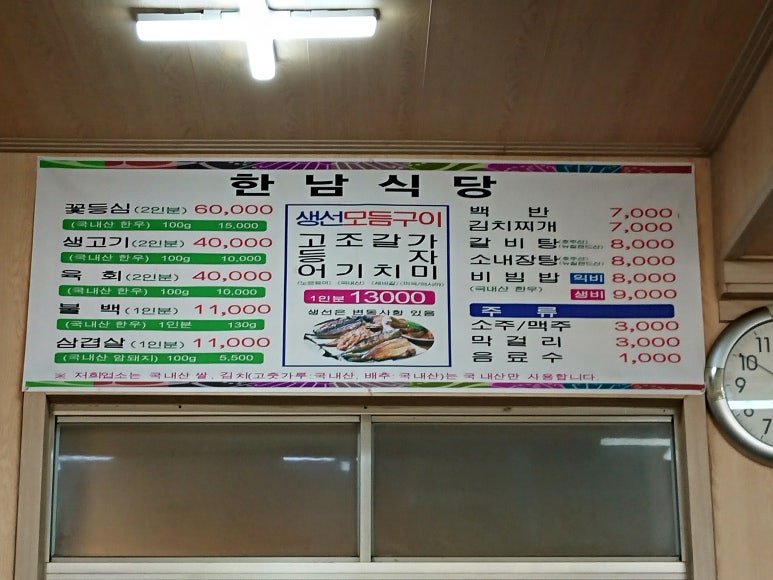 한남식당
꽃등심 (2인분) 60,000
(국내산 한우) 100g 15,000
생고기 (2인분) 40,000
(국내산 한우) 100g 10,000
육회 (2인분) 40,000
(국내산 한우) 100g 10,000
불백 (1인분) 11,000
(국내산 한우) 1인분 130g
삼겹살 (1인분) 11,000
(국내산 암돼지) 100g 5,500
생선모듬구이
고 조 갈 가
등 자
어 기 치 미
1인분 13000
생선은 변동사항 있음
백반 7,000
김치찌개 7,000
갈비탕 8,000
소내장탕 8,000
비빔밥 익비 8,000
(국내산 한우) 생비 9,000
주류
소주/맥주 3,000
막걸리 3,000
음료수 1,000
※ 저희업소는 국내산 쌀, 김치(고춧가루:국내산, 배추:국내산)는 국내산만 사용합니다
11
10
9
8
7